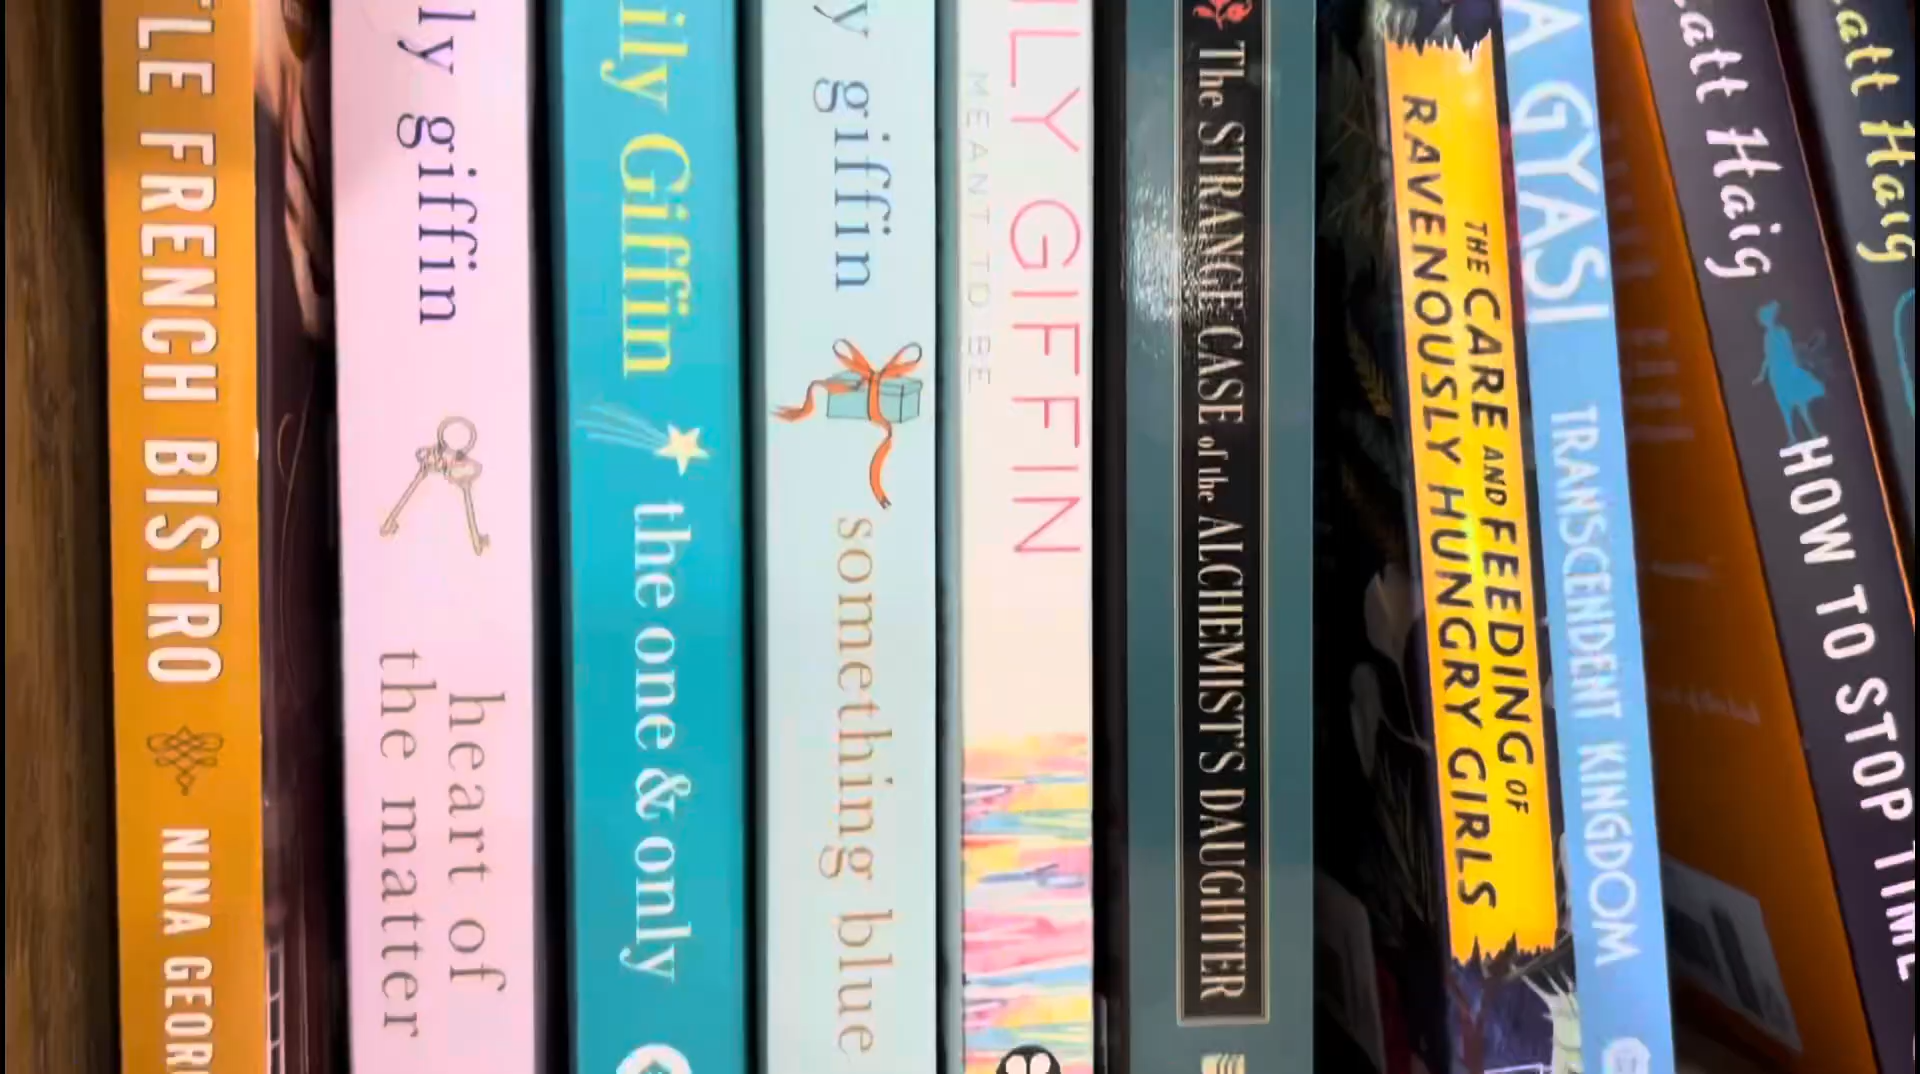 TLE FRENCH BISTRO
NINA GEOR
ly giffin
heart of
the matter
ily Giffin
the one & only
y giffin
something blue
ILY GIFFIN
MEANT TO BE
The STRANGE CASE of the ALCHEMIST'S DAUGHTER
THE CARE AND FEEDING OF
RAVENOUSLY HUNGRY GIRLS
A GYASI
TRANSCENDENT KINGDOM
att Haig
HOW TO STOP TIME
att Haig